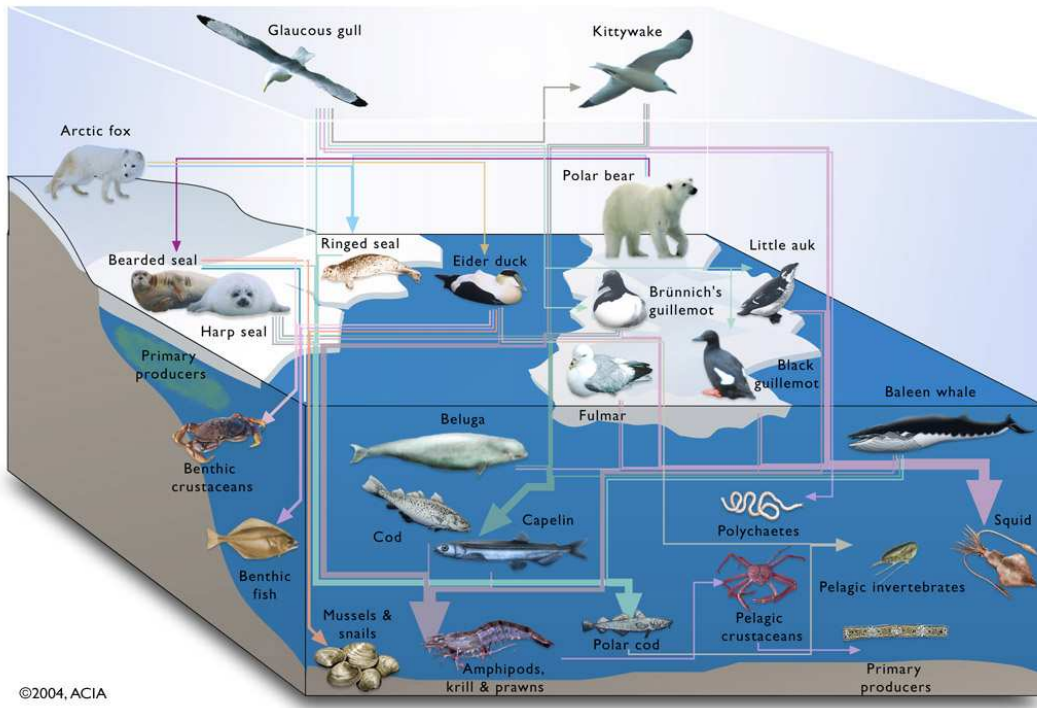 Glaucous gull
Kittywake
Arctic fox
Polar bear
Ringed seal
Little auk
Bearded seal
Eider duck
Brünnich's
guillemot
Harp seal
Primary
producers
Black
guillemot
Fulmar
Baleen whale
Beluga
Benthic
crustaceans
Capelin
Cod
Polychaetes
Squid
Benthic
fish
Pelagic invertebrates
Mussels &
snails
Pelagic
crustaceans
Polar cod
Amphipods,
krill & prawns
Primary
producers
©2004, ACIA